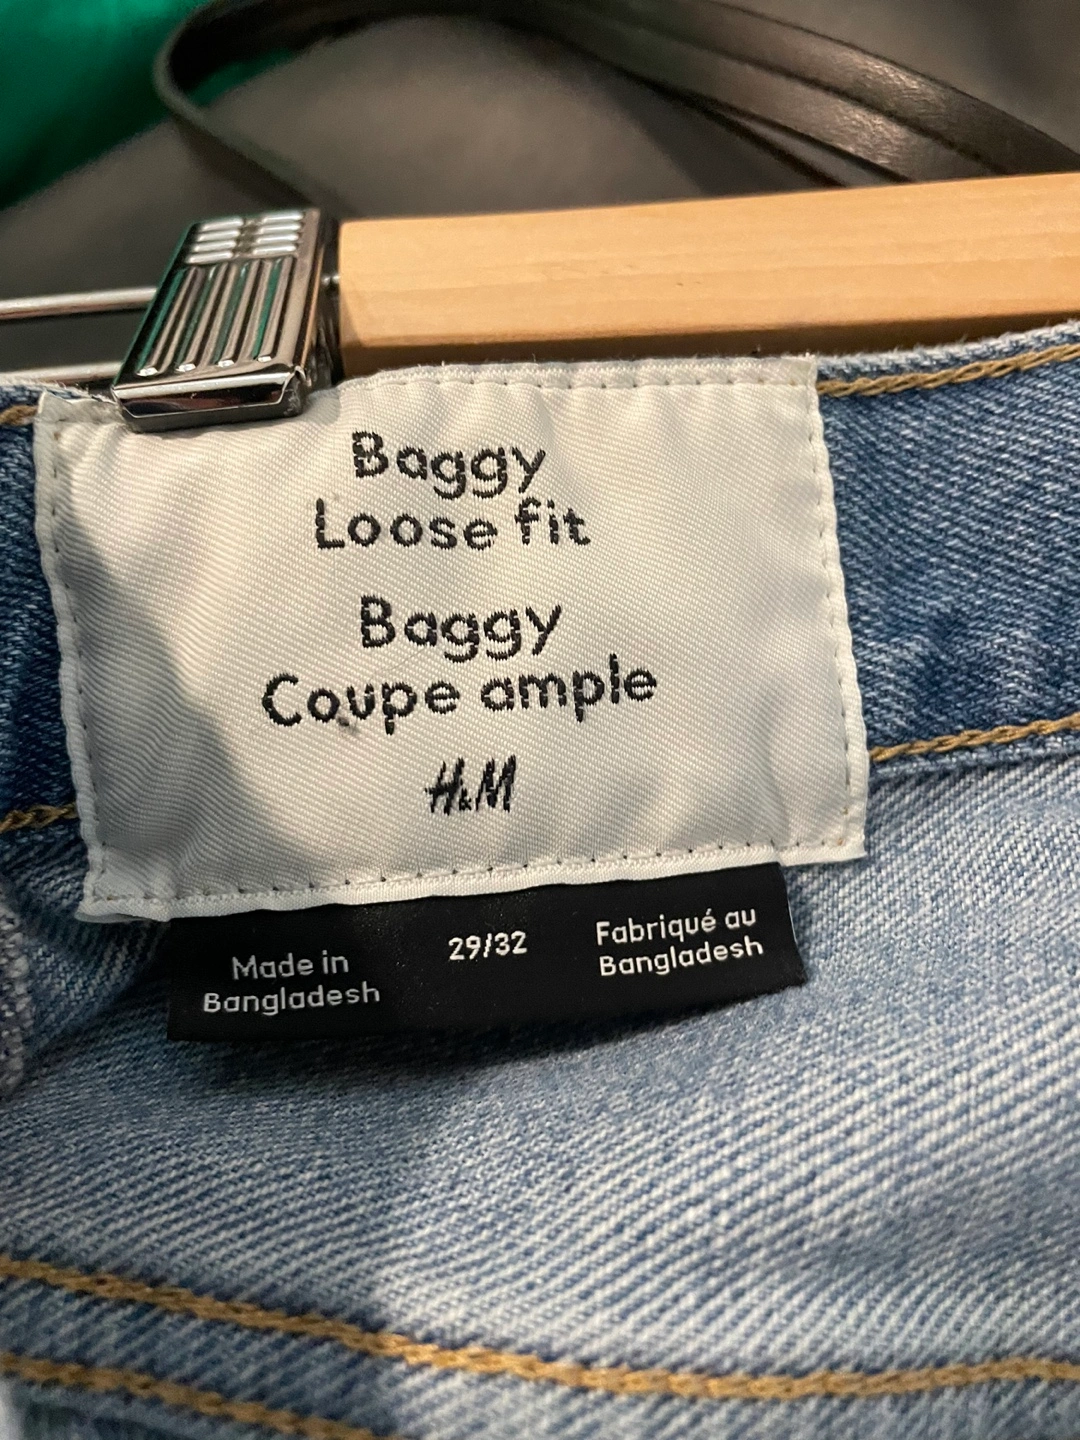 Baggy
Loose fit
Baggy
Coupe ample
H&M
Made in
Bangladesh
29/32
Fabriqué au
Bangladesh